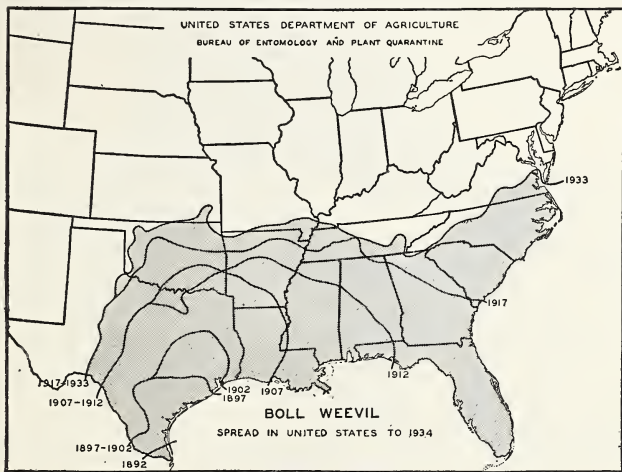 UNITED STATES DEPARTMENT OF AGRICULTURE
BUREAU OF ENTOMOLOGY AND PLANT QUARANTINE
1933
1917
1912
1907
1902
1897
1917-1933
1907-1912
1897-1902
1892
BOLL WEEVIL
SPREAD IN UNITED STATES TO 1934